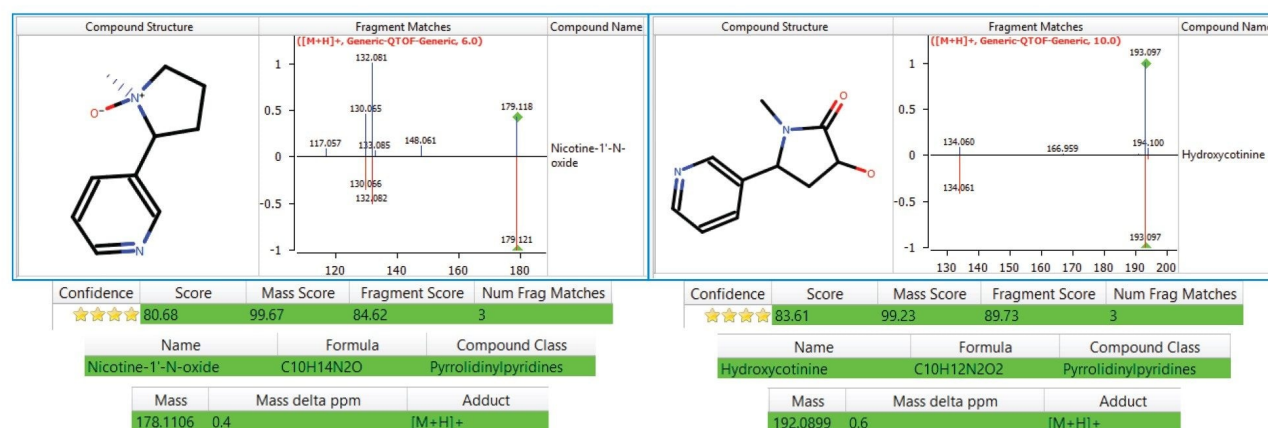 Compound Structure Fragment Matches Compound Name
([M+H]+, Generic-QTOF-Generic, 6.0)
1
0.5
0
-0.5
-1
132.081
130.065
179.118
117.057
133.085
148.061
130.066
132.082
179.121
120 140 160 180
O⁻
N⁺
N
Nicotine-1'-N-
oxide
Confidence Score Mass Score Fragment Score Num Frag Matches
80.68 99.67 84.62 3
Name Formula Compound Class
Nicotine-1'-N-oxide C10H14N2O Pyrrolidinylpyridines
Mass Mass delta ppm Adduct
178.1106 0.4 [M+H]+
Compound Structure Fragment Matches Compound Name
([M+H]+, Generic-QTOF-Generic, 10.0)
1
0.5
0
-0.5
-1
193.097
134.060
166.959
194.100
134.061
193.097
130 140 150 160 170 180 190 200
N
O
N
O
Hydroxycotinine
Confidence Score Mass Score Fragment Score Num Frag Matches
83.61 99.23 89.73 3
Name Formula Compound Class
Hydroxycotinine C10H12N2O2 Pyrrolidinylpyridines
Mass Mass delta ppm Adduct
192.0899 0.6 [M+H]+